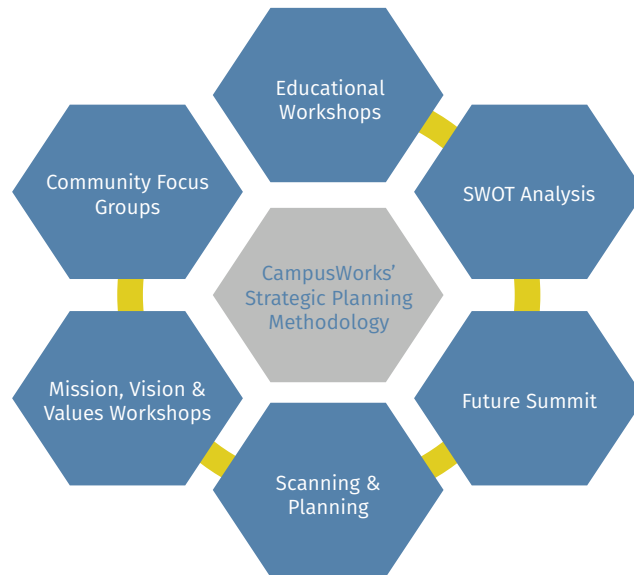 Educational
Workshops
SWOT Analysis
Future Summit
Scanning &
Planning
Mission, Vision &
Values Workshops
Community Focus
Groups
CampusWorks’
Strategic Planning
Methodology